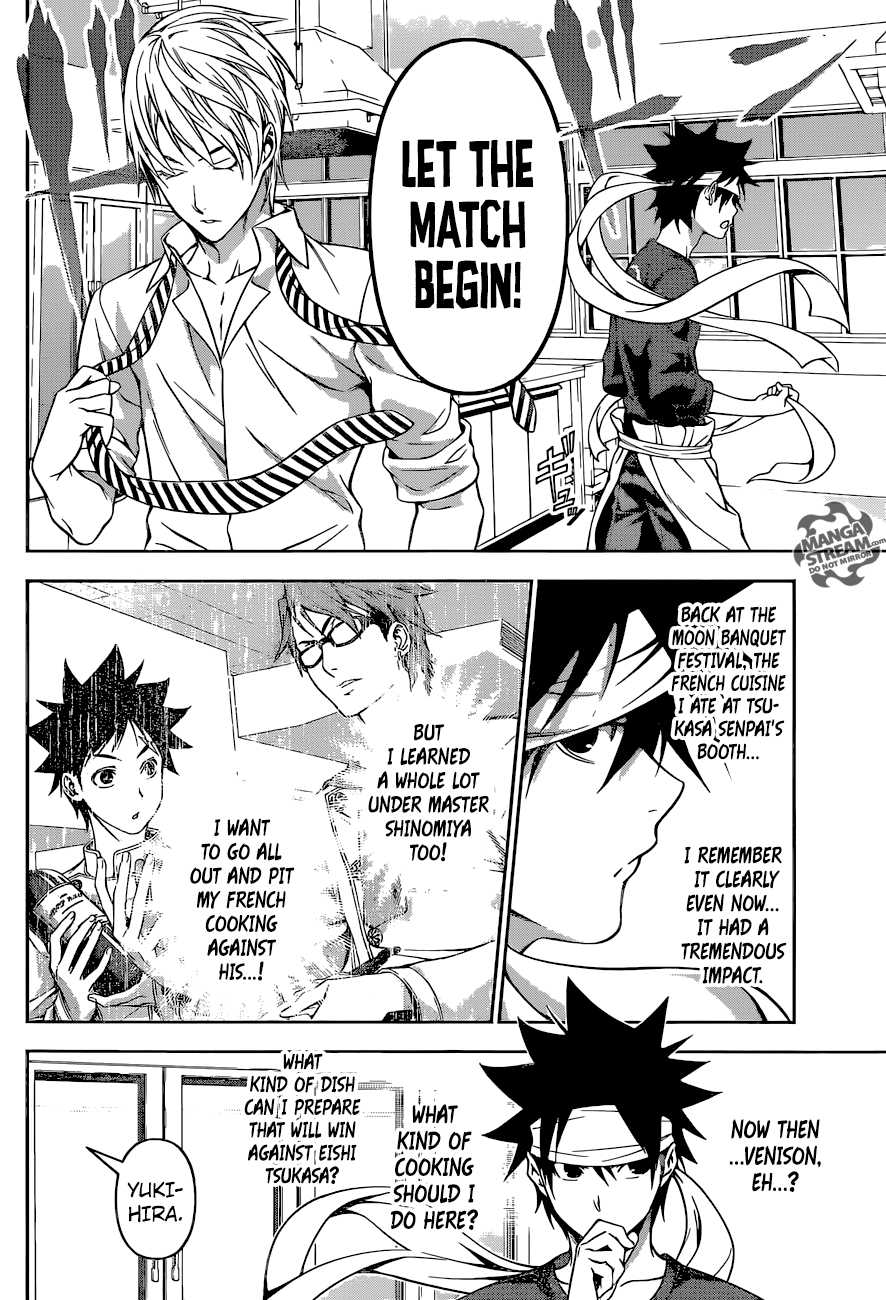 LET THE
MATCH
BEGIN!
MANGA
STREAM.com
DO NOT MIRROR
BACK AT THE
MOON BANQUET
FESTIVAL, THE
FRENCH CUISINE
I ATE AT TSU-
KASA SENPAI'S
BOOTH...
I REMEMBER
IT CLEARLY
EVEN NOW...
IT HAD A
TREMENDOUS
IMPACT.
BUT
I LEARNED
A WHOLE LOT
UNDER MASTER
SHINOMIYA
TOO!
I WANT
TO GO ALL
OUT AND PIT
MY FRENCH
COOKING
AGAINST
HIS...!
NOW THEN
...VENISON,
EH...?
WHAT
KIND OF
COOKING
SHOULD I
DO HERE?
WHAT
KIND OF DISH
CAN I PREPARE
THAT WILL WIN
AGAINST EISHI
TSUKASA?
YUKI-
HIRA.